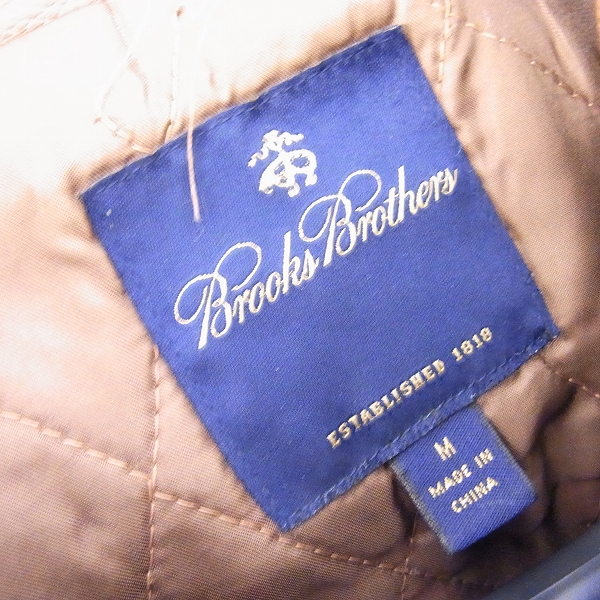 Brooks Brothers
ESTABLISHED 1818
M
MADE IN
CHINA